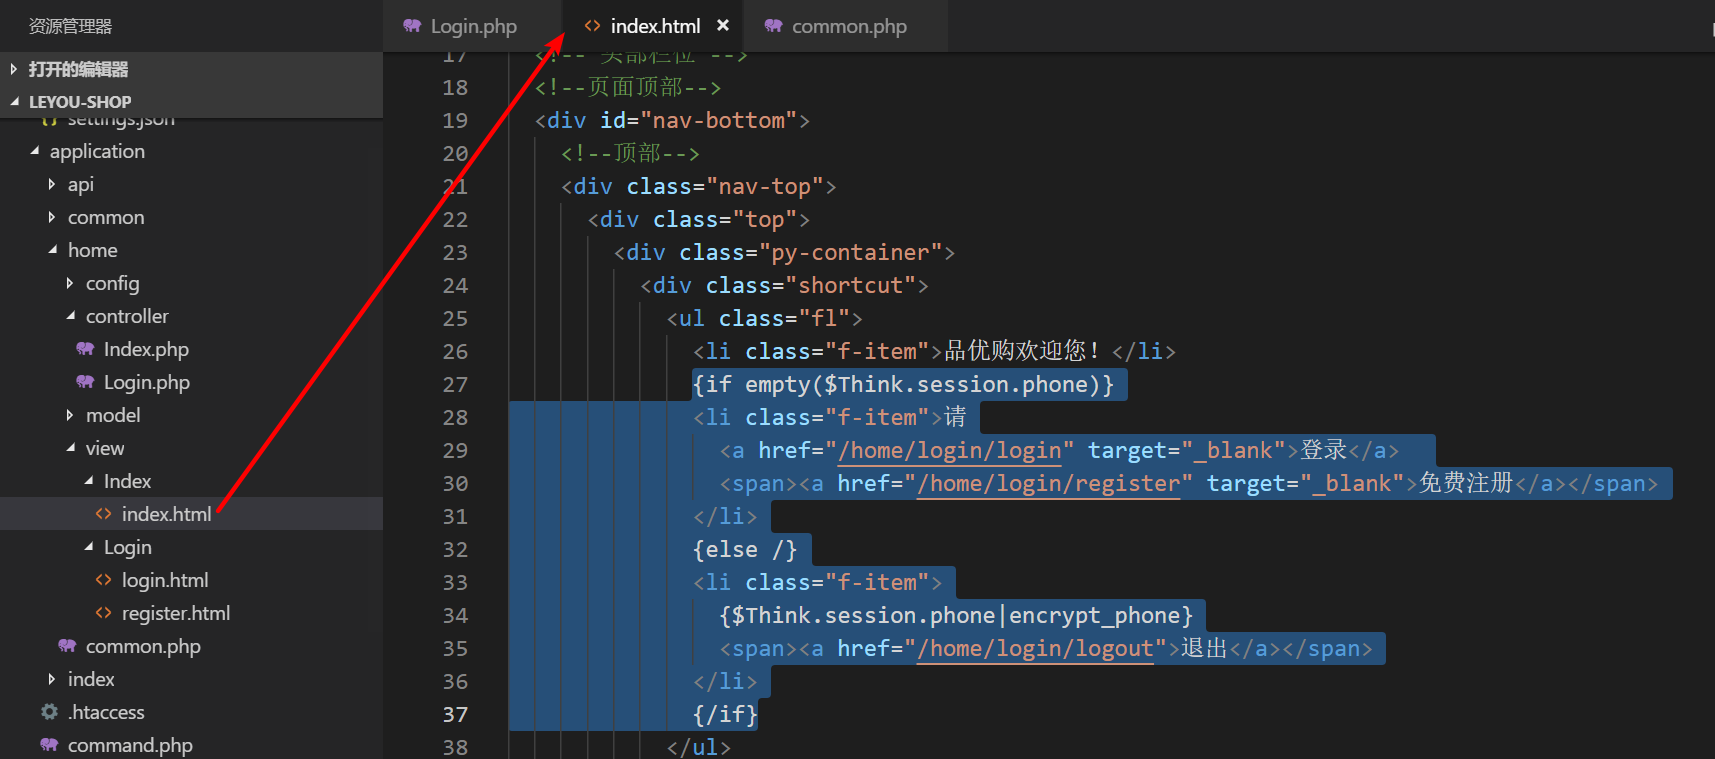 资源管理器
打开的编辑器
LEYOU-SHOP
settings.json
application
api
common
home
config
controller
Index.php
Login.php
model
view
Index
index.html
Login
login.html
register.html
common.php
index
.htaccess
command.php
Login.php index.html × common.php
17 <!-- 头部栏位 -->
18 <!--页面顶部-->
19 <div id="nav-bottom">
20 <!--顶部-->
21 <div class="nav-top">
22 <div class="top">
23 <div class="py-container">
24 <div class="shortcut">
25 <ul class="fl">
26 <li class="f-item">品优购欢迎您！</li>
27 {if empty($Think.session.phone)}
28 <li class="f-item">请
29 <a href="/home/login/login" target="_blank">登录</a>
30 <span><a href="/home/login/register" target="_blank">免费注册</a></span>
31 </li>
32 {else /}
33 <li class="f-item">
34 {$Think.session.phone|encrypt_phone}
35 <span><a href="/home/login/logout">退出</a></span>
36 </li>
37 {/if}
38 </ul>